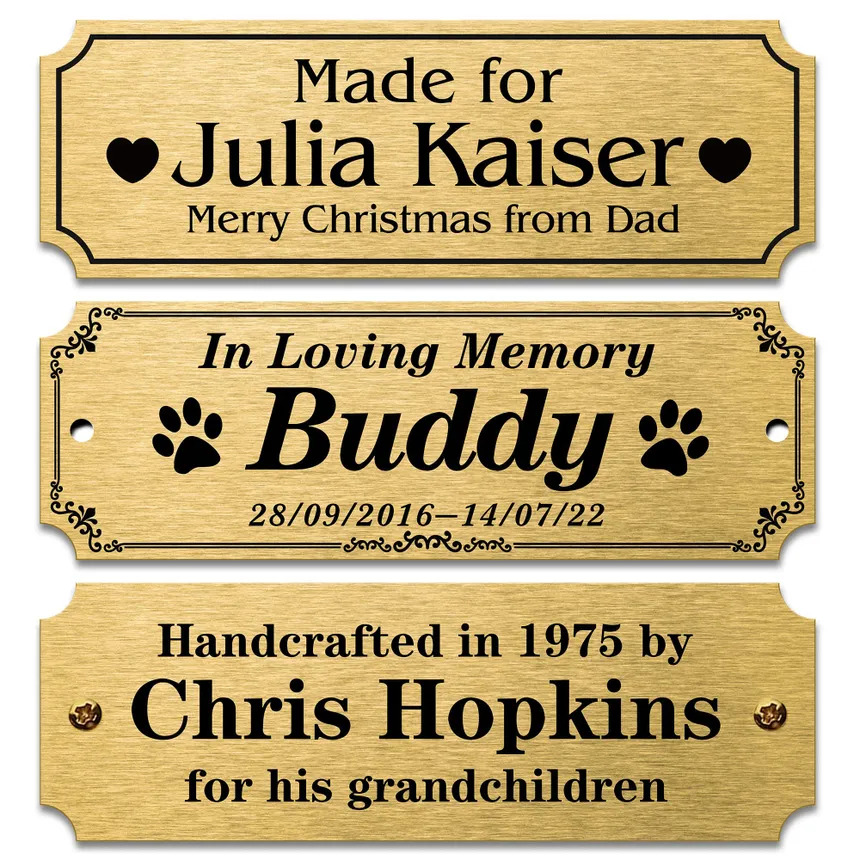 Made for
Julia Kaiser
Merry Christmas from Dad
In Loving Memory
Buddy
28/09/2016–14/07/22
Handcrafted in 1975 by
Chris Hopkins
for his grandchildren